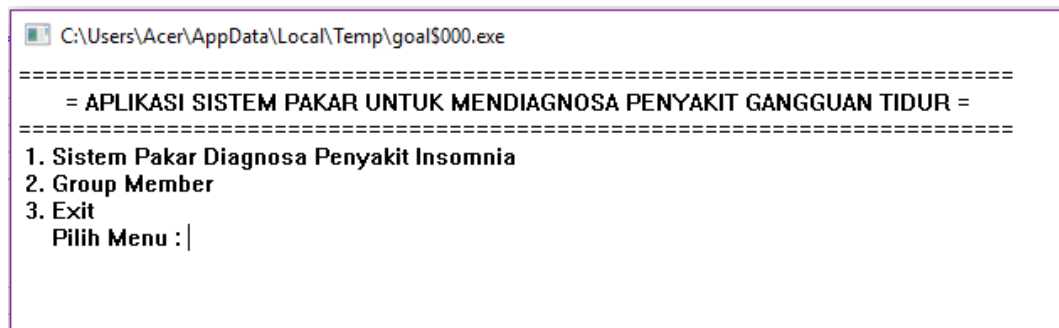 C:\Users\Acer\AppData\Local\Temp\goal$000.exe
==========================================================================
= APLIKASI SISTEM PAKAR UNTUK MENDIAGNOSA PENYAKIT GANGGUAN TIDUR =
==========================================================================
1. Sistem Pakar Diagnosa Penyakit Insomnia
2. Group Member
3. Exit
Pilih Menu :